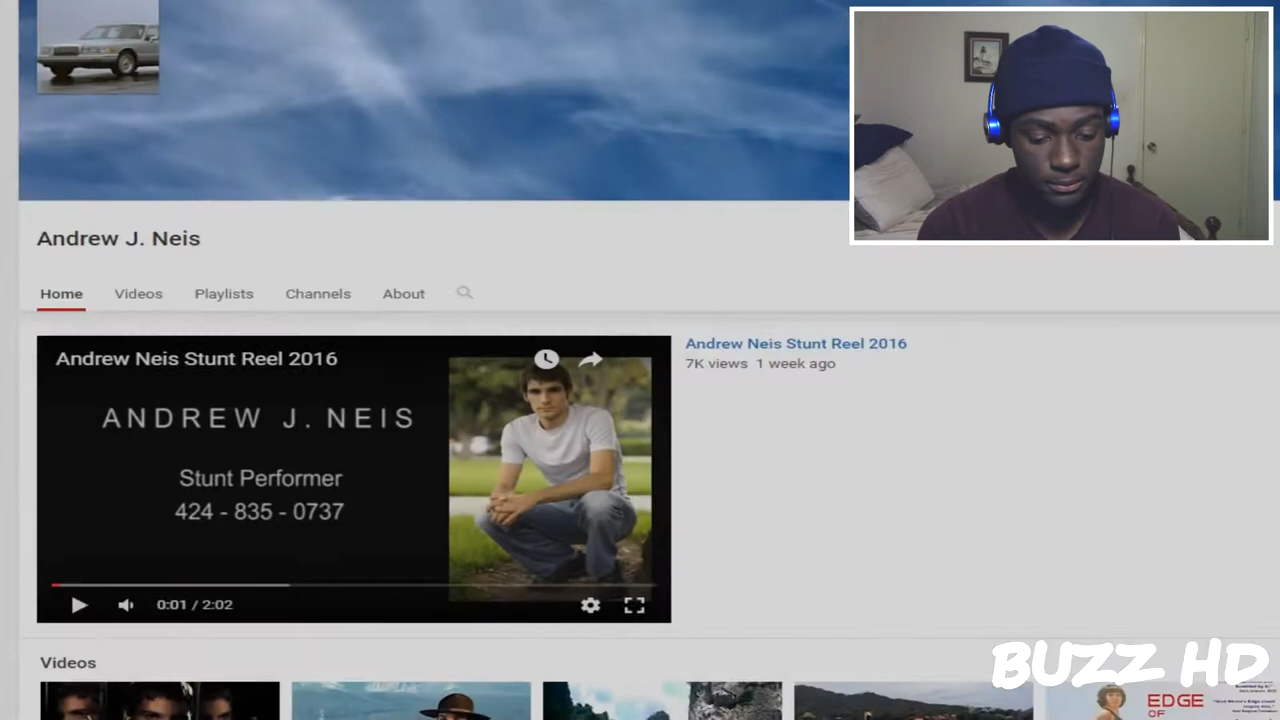 Andrew J. Neis
Home Videos Playlists Channels About
Andrew Neis Stunt Reel 2016
ANDREW J. NEIS
Stunt Performer
424 - 835 - 0737
0:01 / 2:02
Andrew Neis Stunt Reel 2016
7K views 1 week ago
Videos
BUZZ HD
EDGE
OF